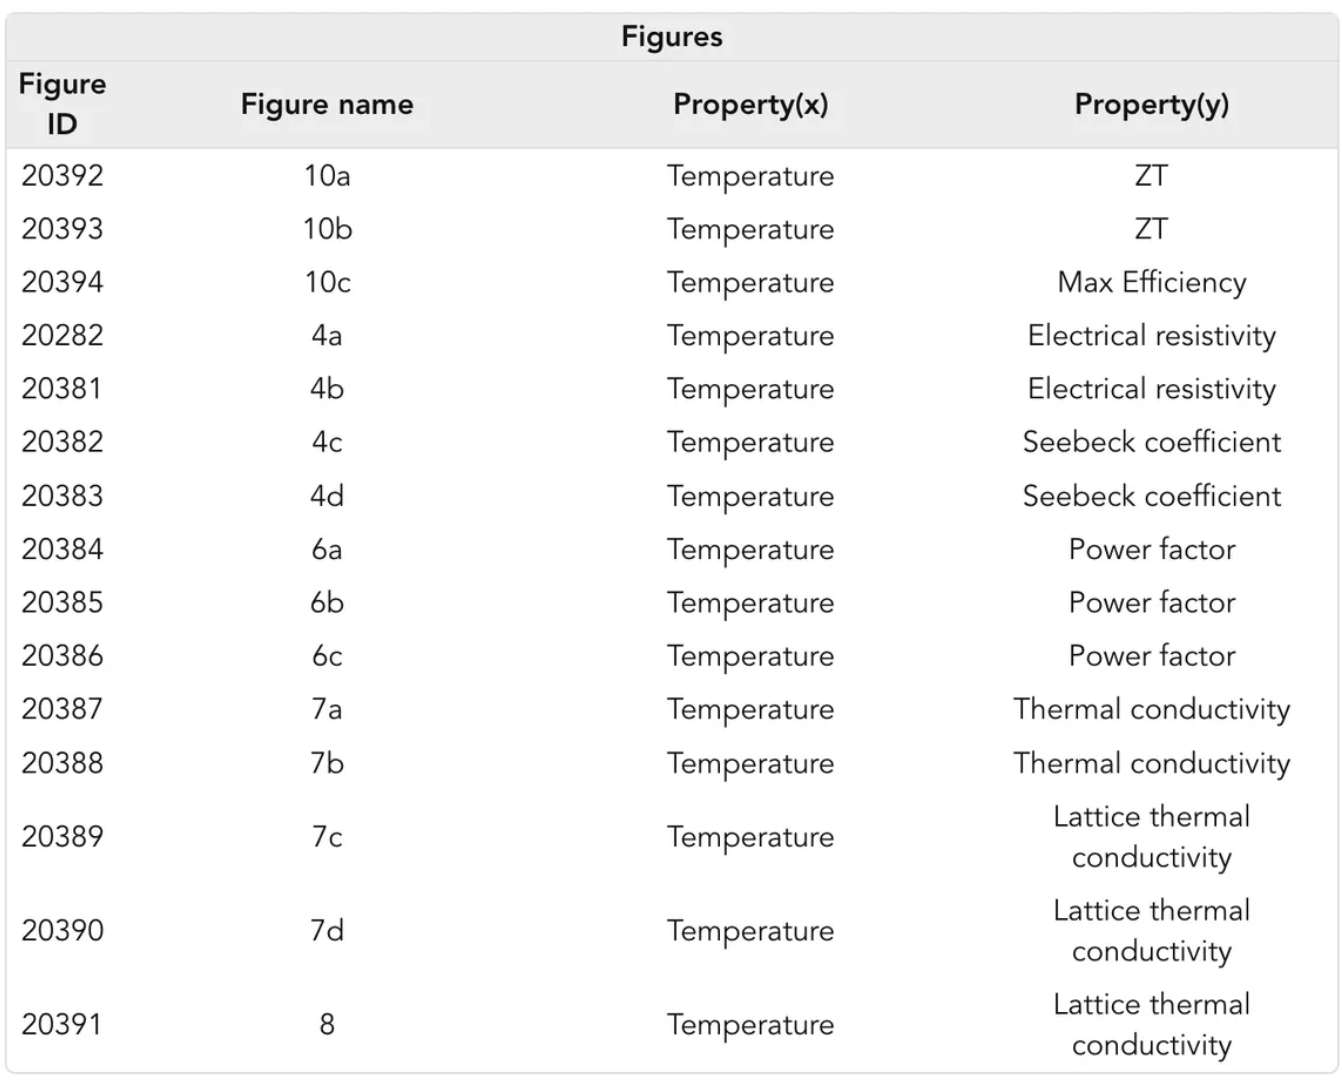 Figures
Figure ID Figure name Property(x) Property(y)
20392 10a Temperature ZT
20393 10b Temperature ZT
20394 10c Temperature Max Efficiency
20282 4a Temperature Electrical resistivity
20381 4b Temperature Electrical resistivity
20382 4c Temperature Seebeck coefficient
20383 4d Temperature Seebeck coefficient
20384 6a Temperature Power factor
20385 6b Temperature Power factor
20386 6c Temperature Power factor
20387 7a Temperature Thermal conductivity
20388 7b Temperature Thermal conductivity
20389 7c Temperature Lattice thermal conductivity
20390 7d Temperature Lattice thermal conductivity
20391 8 Temperature Lattice thermal conductivity